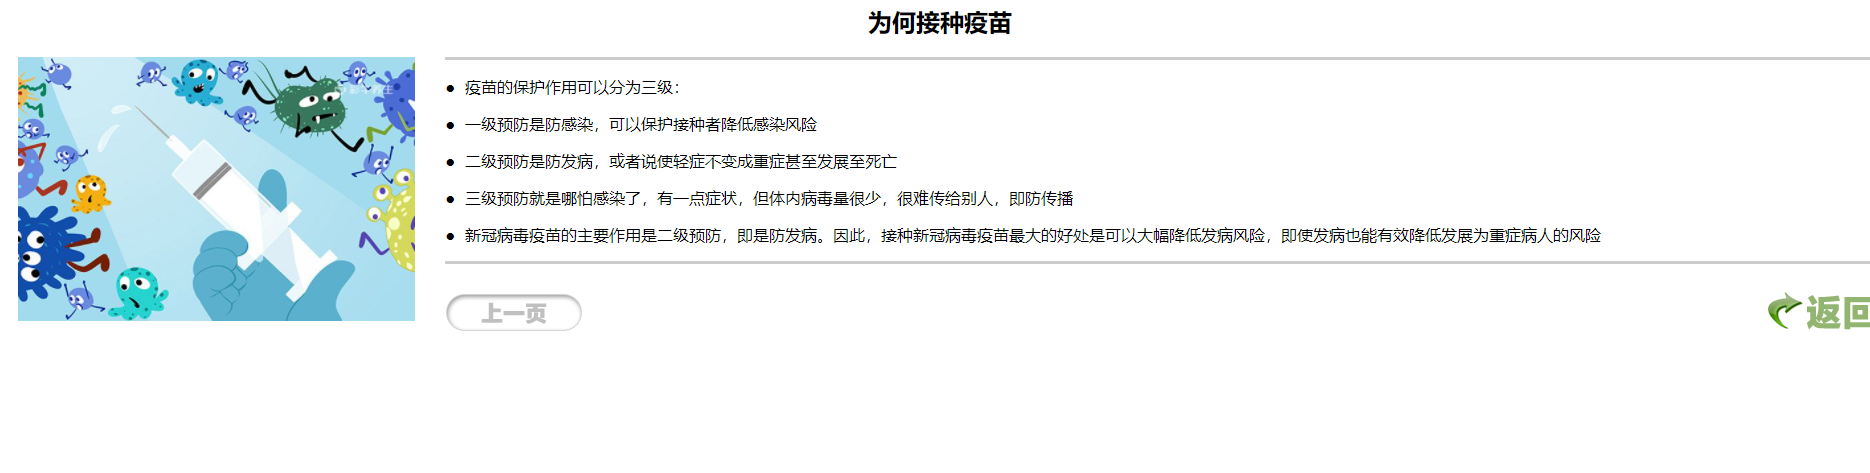 为何接种疫苗
疫苗的保护作用可以分为三级：
一级预防是防感染，可以保护接种者降低感染风险
二级预防是防发病，或者说使轻症不变成重症甚至发展至死亡
三级预防就是哪怕感染了，有一点症状，但体内病毒量很少，很难传给别人，即防传播
新冠病毒疫苗的主要作用是二级预防，即是防发病。因此，接种新冠病毒疫苗最大的好处是可以大幅降低发病风险，即使发病也能有效降低发展为重症病人的风险
上一页
返回